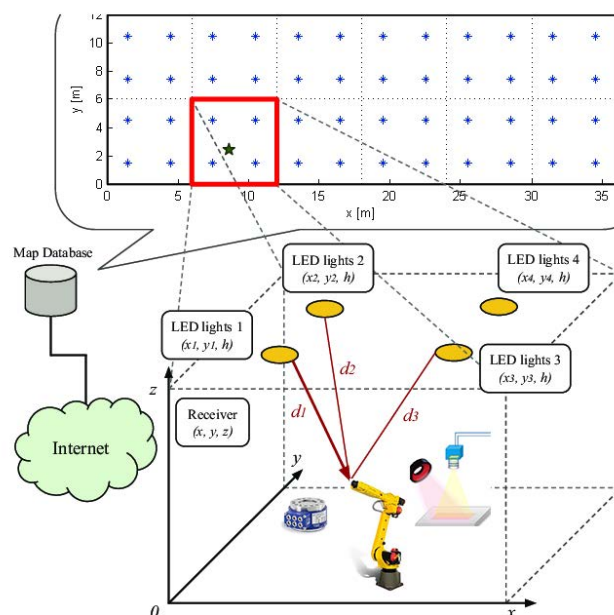 12
10
8
6
4
2
0
y [m]
0
5
10
15
20
25
30
35
x [m]
Map Database
LED lights 2
(x2, y2, h)
LED lights 4
(x4, y4, h)
LED lights 1
(x1, y1, h)
LED lights 3
(x3, y3, h)
z
d2
d1
d3
Receiver
(x, y, z)
Internet
y
0
x